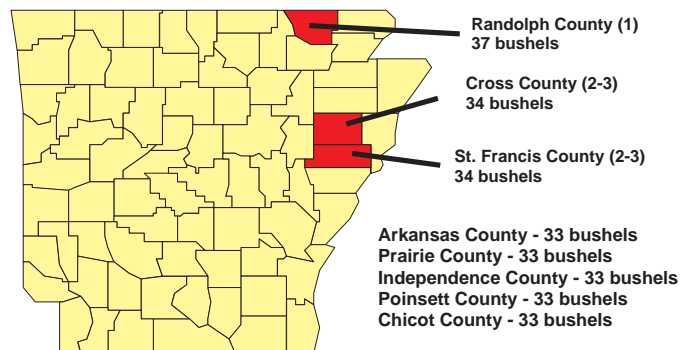 Randolph County (1)
37 bushels
Cross County (2-3)
34 bushels
St. Francis County (2-3)
34 bushels
Arkansas County - 33 bushels
Prairie County - 33 bushels
Independence County - 33 bushels
Poinsett County - 33 bushels
Chicot County - 33 bushels